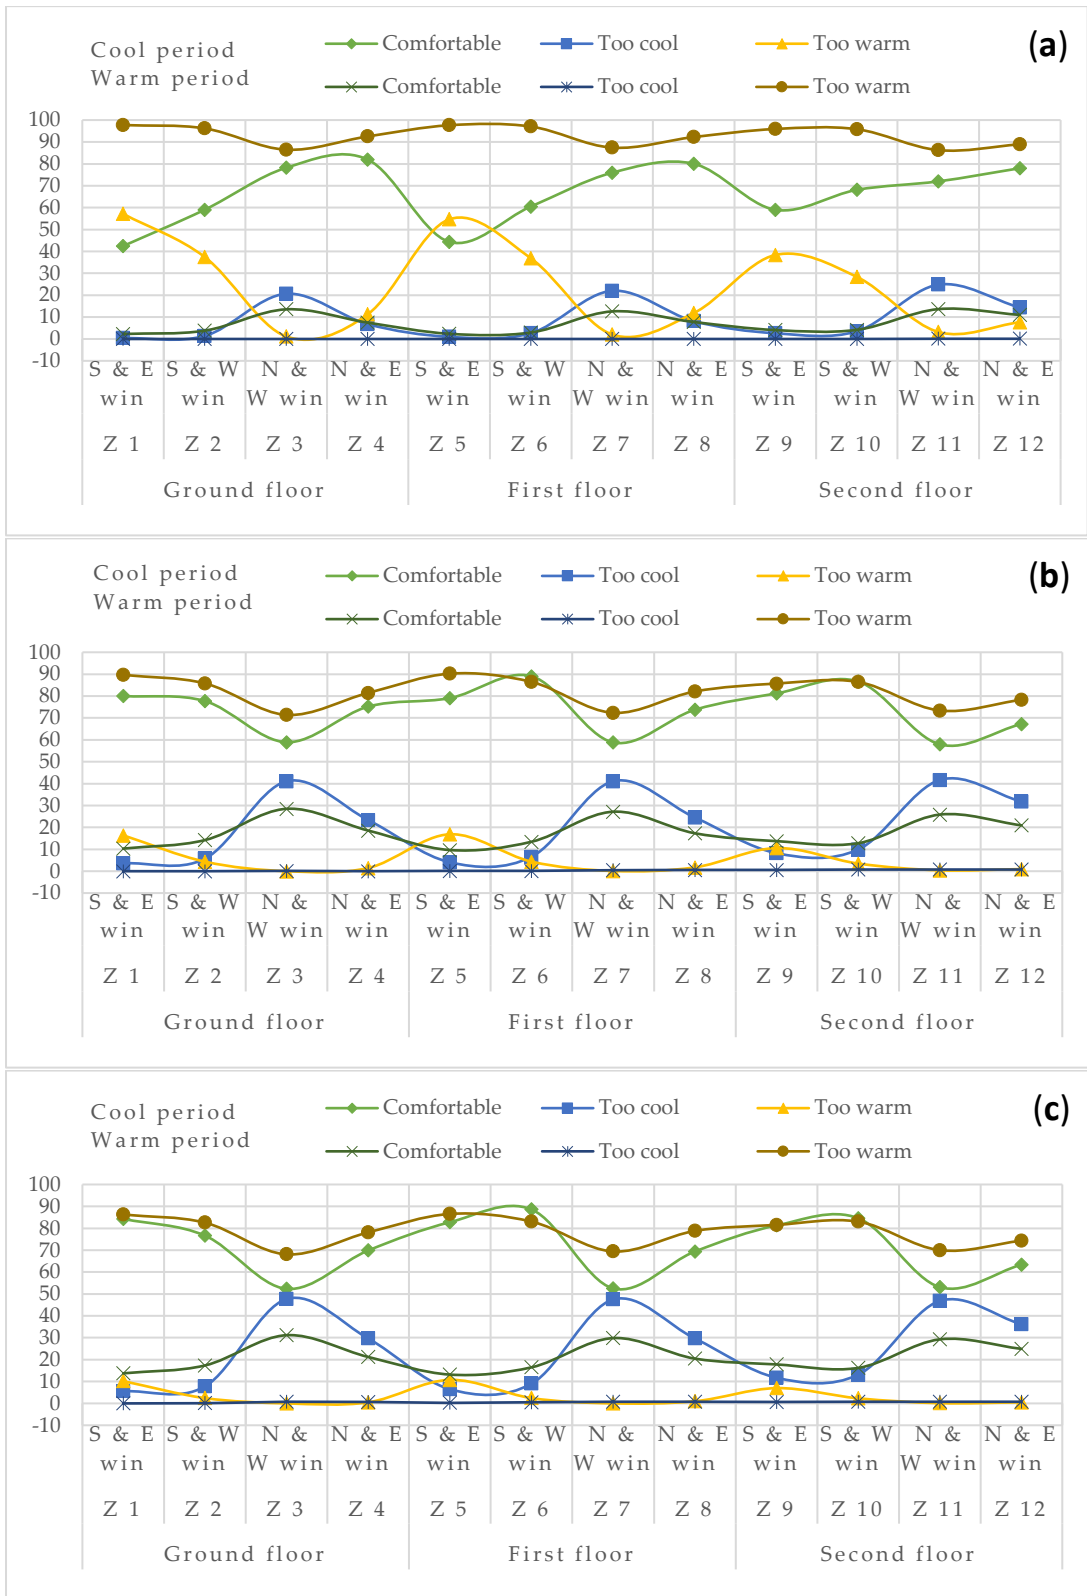 Cool period Comfortable Too cool Too warm (a)
Warm period Comfortable Too cool Too warm
100
90
80
70
60
50
40
30
20
10
0
-10
S & E S & W N & N & E S & E S & W N & N & E S & E S & W N & N & E
win win W win win win win W win win win win W win win
Z 1 Z 2 Z 3 Z 4 Z 5 Z 6 Z 7 Z 8 Z 9 Z 10 Z 11 Z 12
Ground floor First floor Second floor
Cool period Comfortable Too cool Too warm (b)
Warm period Comfortable Too cool Too warm
100
90
80
70
60
50
40
30
20
10
0
-10
S & E S & W N & N & E S & E S & W N & N & E S & E S & W N & N & E
win win W win win win win W win win win win W win win
Z 1 Z 2 Z 3 Z 4 Z 5 Z 6 Z 7 Z 8 Z 9 Z 10 Z 11 Z 12
Ground floor First floor Second floor
Cool period Comfortable Too cool Too warm (c)
Warm period Comfortable Too cool Too warm
100
90
80
70
60
50
40
30
20
10
0
-10
S & E S & W N & N & E S & E S & W N & N & E S & E S & W N & N & E
win win W win win win win W win win win win W win win
Z 1 Z 2 Z 3 Z 4 Z 5 Z 6 Z 7 Z 8 Z 9 Z 10 Z 11 Z 12
Ground floor First floor Second floor